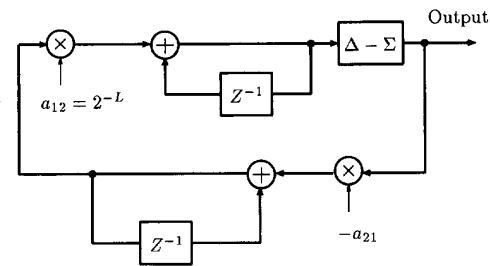 Output
×
+
Δ − Σ
Z⁻¹
a₁₂ = 2⁻ᴸ
+
×
Z⁻¹
−a₂₁